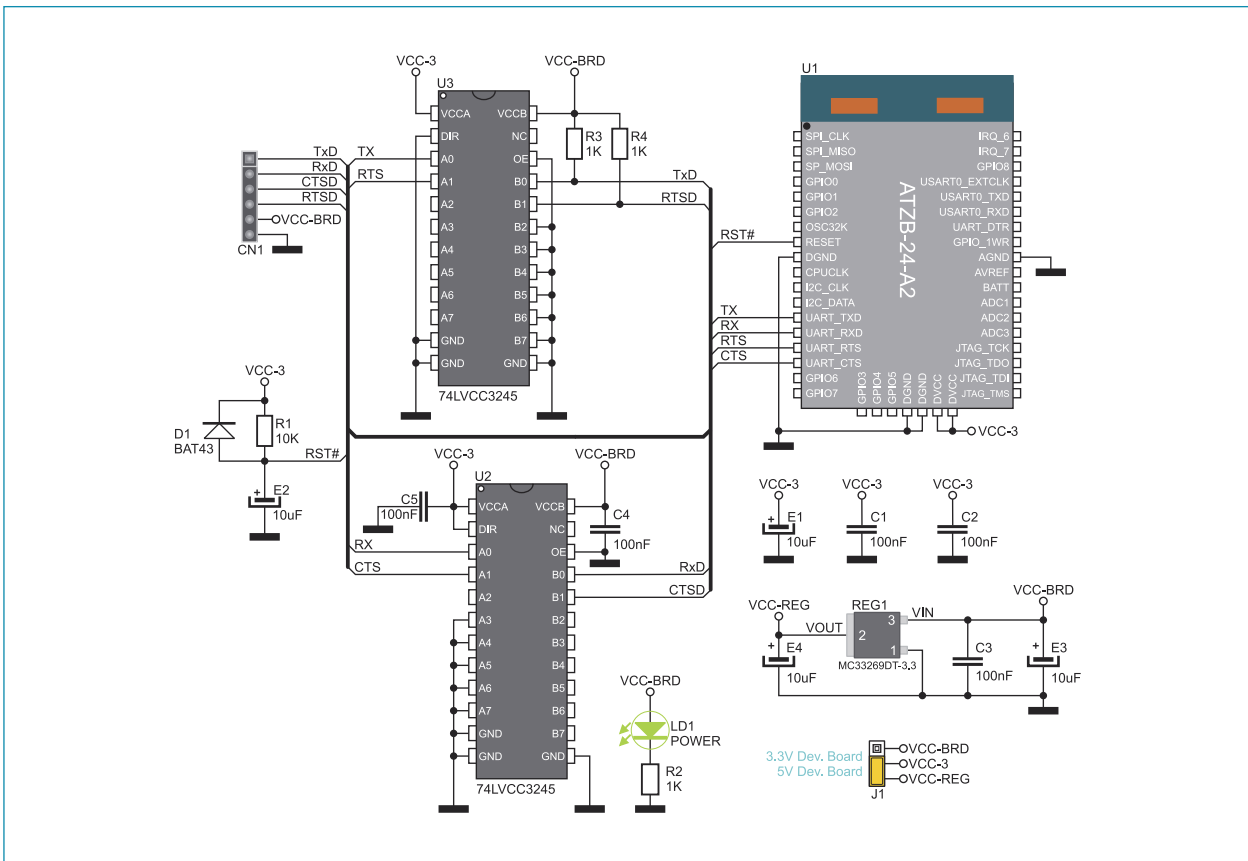 VCC-3
VCC-BRD
U3
VCCA
VCCB
DIR
NC
A0
OE
A1
B0
A2
B1
A3
B2
A4
B3
A5
B4
A6
B5
A7
B6
GND
B7
GND
GND
74LVCC3245
R3
1K
R4
1K
TxD
RxD
CTSD
RTSD
VCC-BRD
CN1
TX
RTS
TxD
RTSD
U1
ATZB-24-A2
SPI_CLK
SPI_MISO
SP_MOSI
GPIO0
GPIO1
GPIO2
OSC32K
RESET
DGND
CPUCLK
I2C_CLK
I2C_DATA
UART_TXD
UART_RXD
UART_RTS
UART_CTS
GPIO6
GPIO7
GPIO3
GPIO4
GPIO5
DGND
DGND
DVCC
DVCC
IRQ_6
IRQ_7
GPIO8
USART0_EXTCLK
USART0_TXD
USART0_RXD
UART_DTR
GPIO_1WR
AGND
AVREF
BATT
ADC1
ADC2
ADC3
JTAG_TCK
JTAG_TDO
JTAG_TDI
JTAG_TMS
RST#
TX
RX
RTS
CTS
VCC-3
VCC-3
D1
BAT43
R1
10K
RST#
E2
10uF
VCC-3
VCC-BRD
C5
100nF
U2
VCCA
VCCB
DIR
NC
A0
OE
A1
B0
A2
B1
A3
B2
A4
B3
A5
B4
A6
B5
A7
B6
GND
B7
GND
GND
74LVCC3245
C4
100nF
RX
CTS
RxD
CTSD
VCC-3
E1
10uF
VCC-3
C1
100nF
VCC-3
C2
100nF
VCC-REG
REG1
VIN
VCC-BRD
VOUT
3
2
1
MC33269DT-3.3
E4
10uF
C3
100nF
E3
10uF
VCC-BRD
LD1
POWER
R2
1K
3.3V Dev. Board
5V Dev. Board
VCC-BRD
VCC-3
VCC-REG
J1